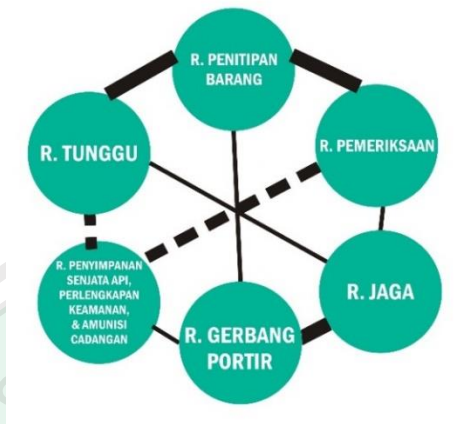 R. PENITIPAN
BARANG
R. TUNGGU
R. PEMERIKSAAN
R. PENYIMPANAN
SENJATA API,
PERLENGKAPAN
KEAMANAN,
& AMUNISI
CADANGAN
R. JAGA
R. GERBANG
PORTIR